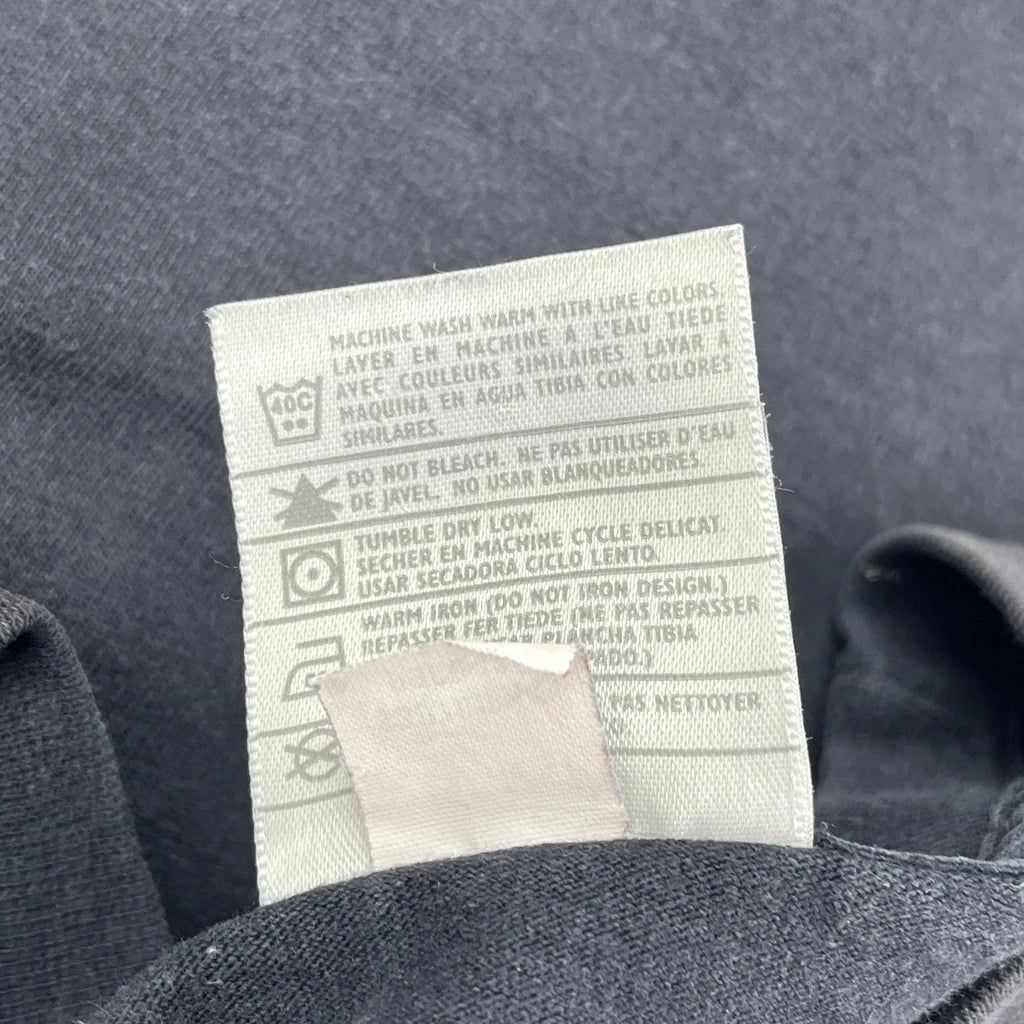 MACHINE WASH WARM WITH LIKE COLORS.
LAVER EN MACHINE À L'EAU TIEDE
AVEC COULEURS SIMILAIRES. LAVAR A
MAQUINA EN AGUA TIBIA CON COLORES
SIMILARES.
40C
DO NOT BLEACH. NE PAS UTILISER D'EAU
DE JAVEL. NO USAR BLANQUEADORES.
TUMBLE DRY LOW.
SECHER EN MACHINE CYCLE DELICAT.
USAR SECADORA CICLO LENTO.
WARM IRON (DO NOT IRON DESIGN.)
REPASSER FER TIEDE (NE PAS REPASSER
PLANCHA TIBIA
PAS NETTOYER